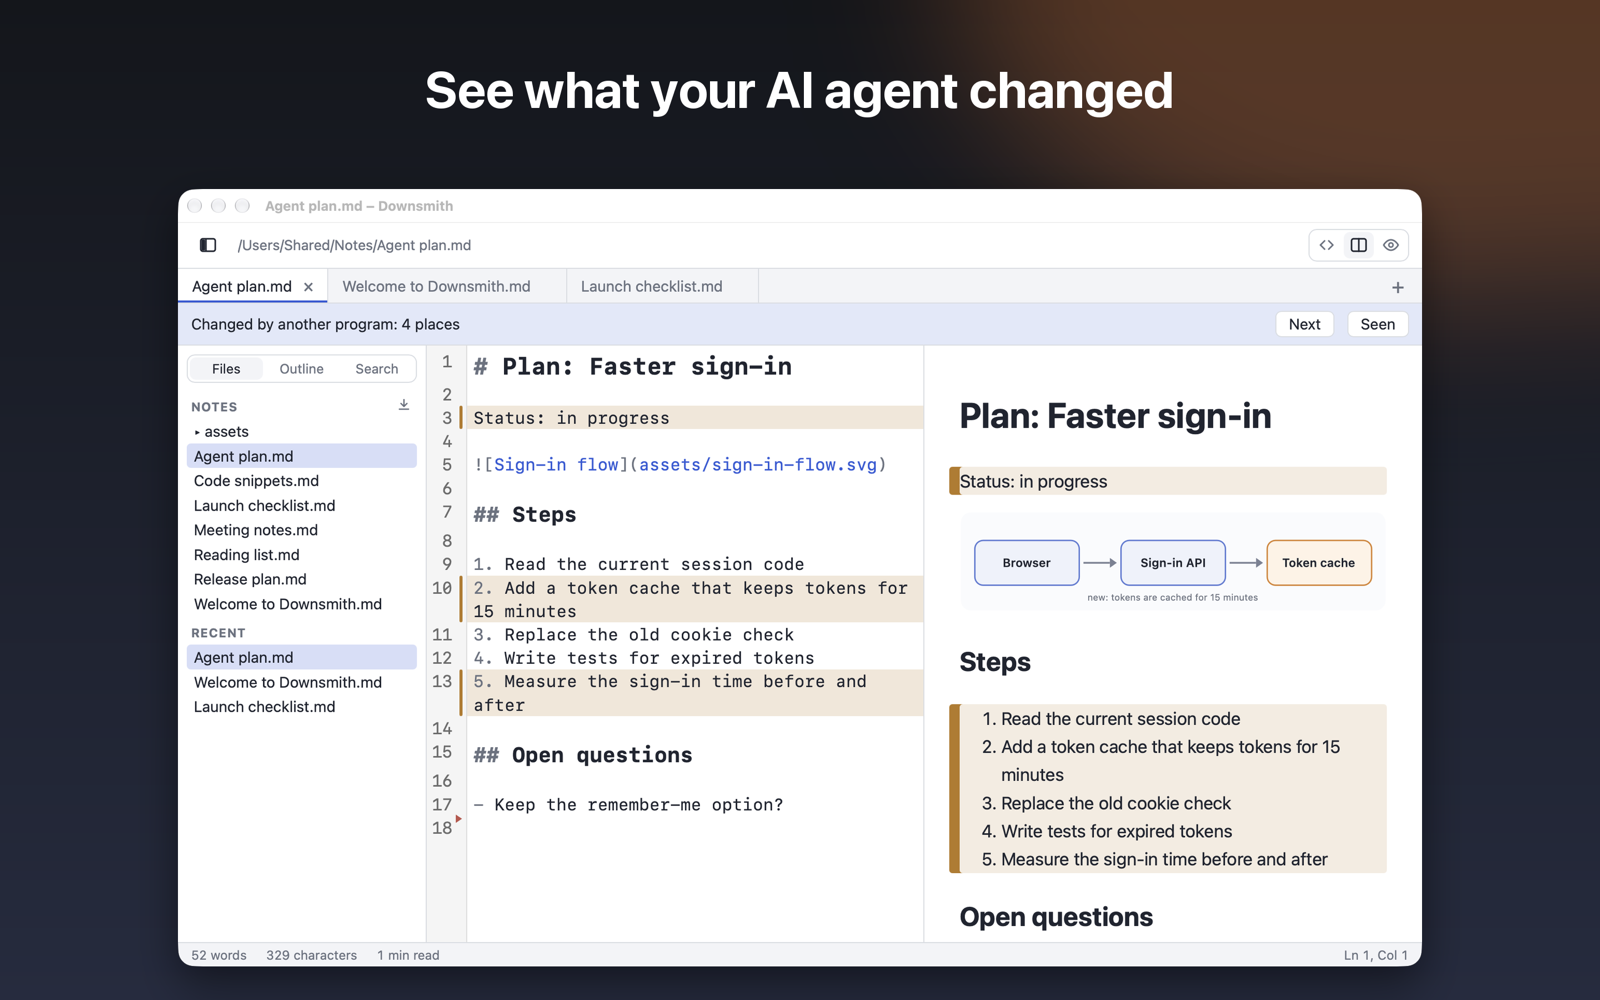 See what your AI agent changed
Agent plan.md – Downsmith
/Users/Shared/Notes/Agent plan.md
Agent plan.md
Welcome to Downsmith.md
Launch checklist.md
Changed by another program: 4 places
Next
Seen
Files
Outline
Search
NOTES
assets
Agent plan.md
Code snippets.md
Launch checklist.md
Meeting notes.md
Reading list.md
Release plan.md
Welcome to Downsmith.md
RECENT
Agent plan.md
Welcome to Downsmith.md
Launch checklist.md
1 # Plan: Faster sign-in
2
3 Status: in progress
4
5 ![Sign-in flow](assets/sign-in-flow.svg)
6
7 ## Steps
8
9 1. Read the current session code
10 2. Add a token cache that keeps tokens for
15 minutes
11 3. Replace the old cookie check
12 4. Write tests for expired tokens
13 5. Measure the sign-in time before and
after
14
15 ## Open questions
16
17 - Keep the remember-me option?
18
Plan: Faster sign-in
Status: in progress
Browser
Sign-in API
Token cache
new: tokens are cached for 15 minutes
Steps
1. Read the current session code
2. Add a token cache that keeps tokens for 15
minutes
3. Replace the old cookie check
4. Write tests for expired tokens
5. Measure the sign-in time before and after
Open questions
52 words
329 characters
1 min read
Ln 1, Col 1